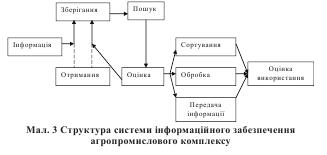 Зберігання
Пошук
Інформація
Сортування
Отримання
Оцінка
Обробка
Оцінка
використання
Передача
інформації
Мал. 3 Структура системи інформаційного забезпечення
агропромислового комплексу